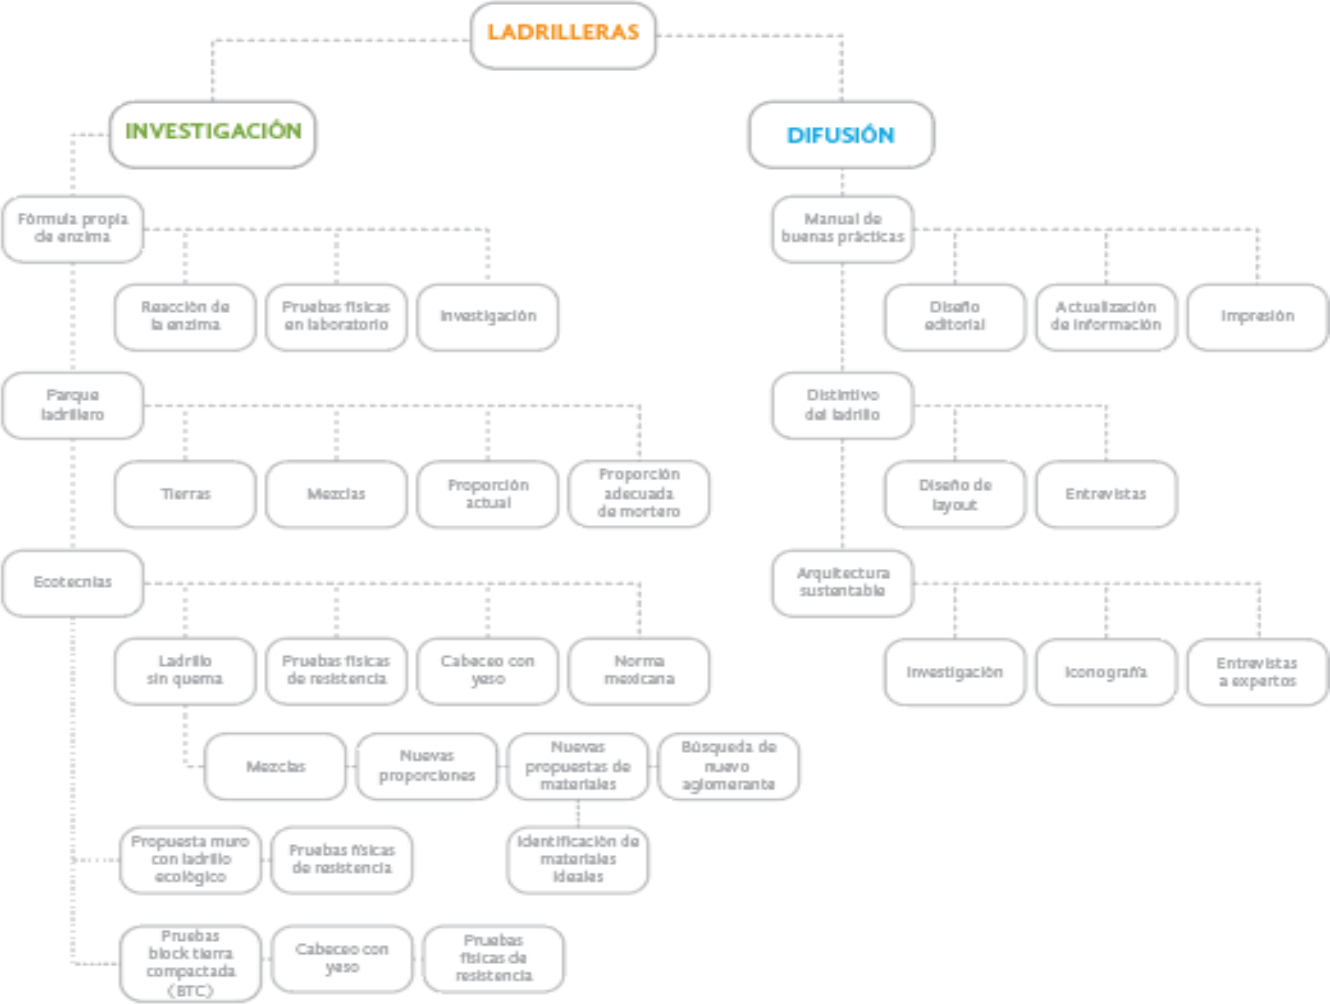 LADRILLERAS
INVESTIGACIÓN
DIFUSIÓN
Fórmula propia
de enzima
Manual de
buenas prácticas
Reacción de
la enzima
Pruebas físicas
en laboratorio
Investigación
Diseño
editorial
Actualización
de información
Impresión
Parque
ladrillero
Distintivo
del ladrillo
Tierras
Mezclas
Proporción
actual
Proporción
adecuada
de mortero
Diseño de
layout
Entrevistas
Ecotecnias
Arquitectura
sustentable
Ladrillo
sin quema
Pruebas físicas
de resistencia
Cabeceo con
yeso
Norma
mexicana
Investigación
Iconografía
Entrevistas
a expertos
Mezclas
Nuevas
proporciones
Nuevas
propuestas de
materiales
Búsqueda de
nuevo
aglomerante
Propuesta muro
con ladrillo
ecológico
Pruebas físicas
de resistencia
Identificación de
materiales
ideales
Pruebas
block tierra
compactada
(BTC)
Cabeceo con
yeso
Pruebas
físicas de
resistencia